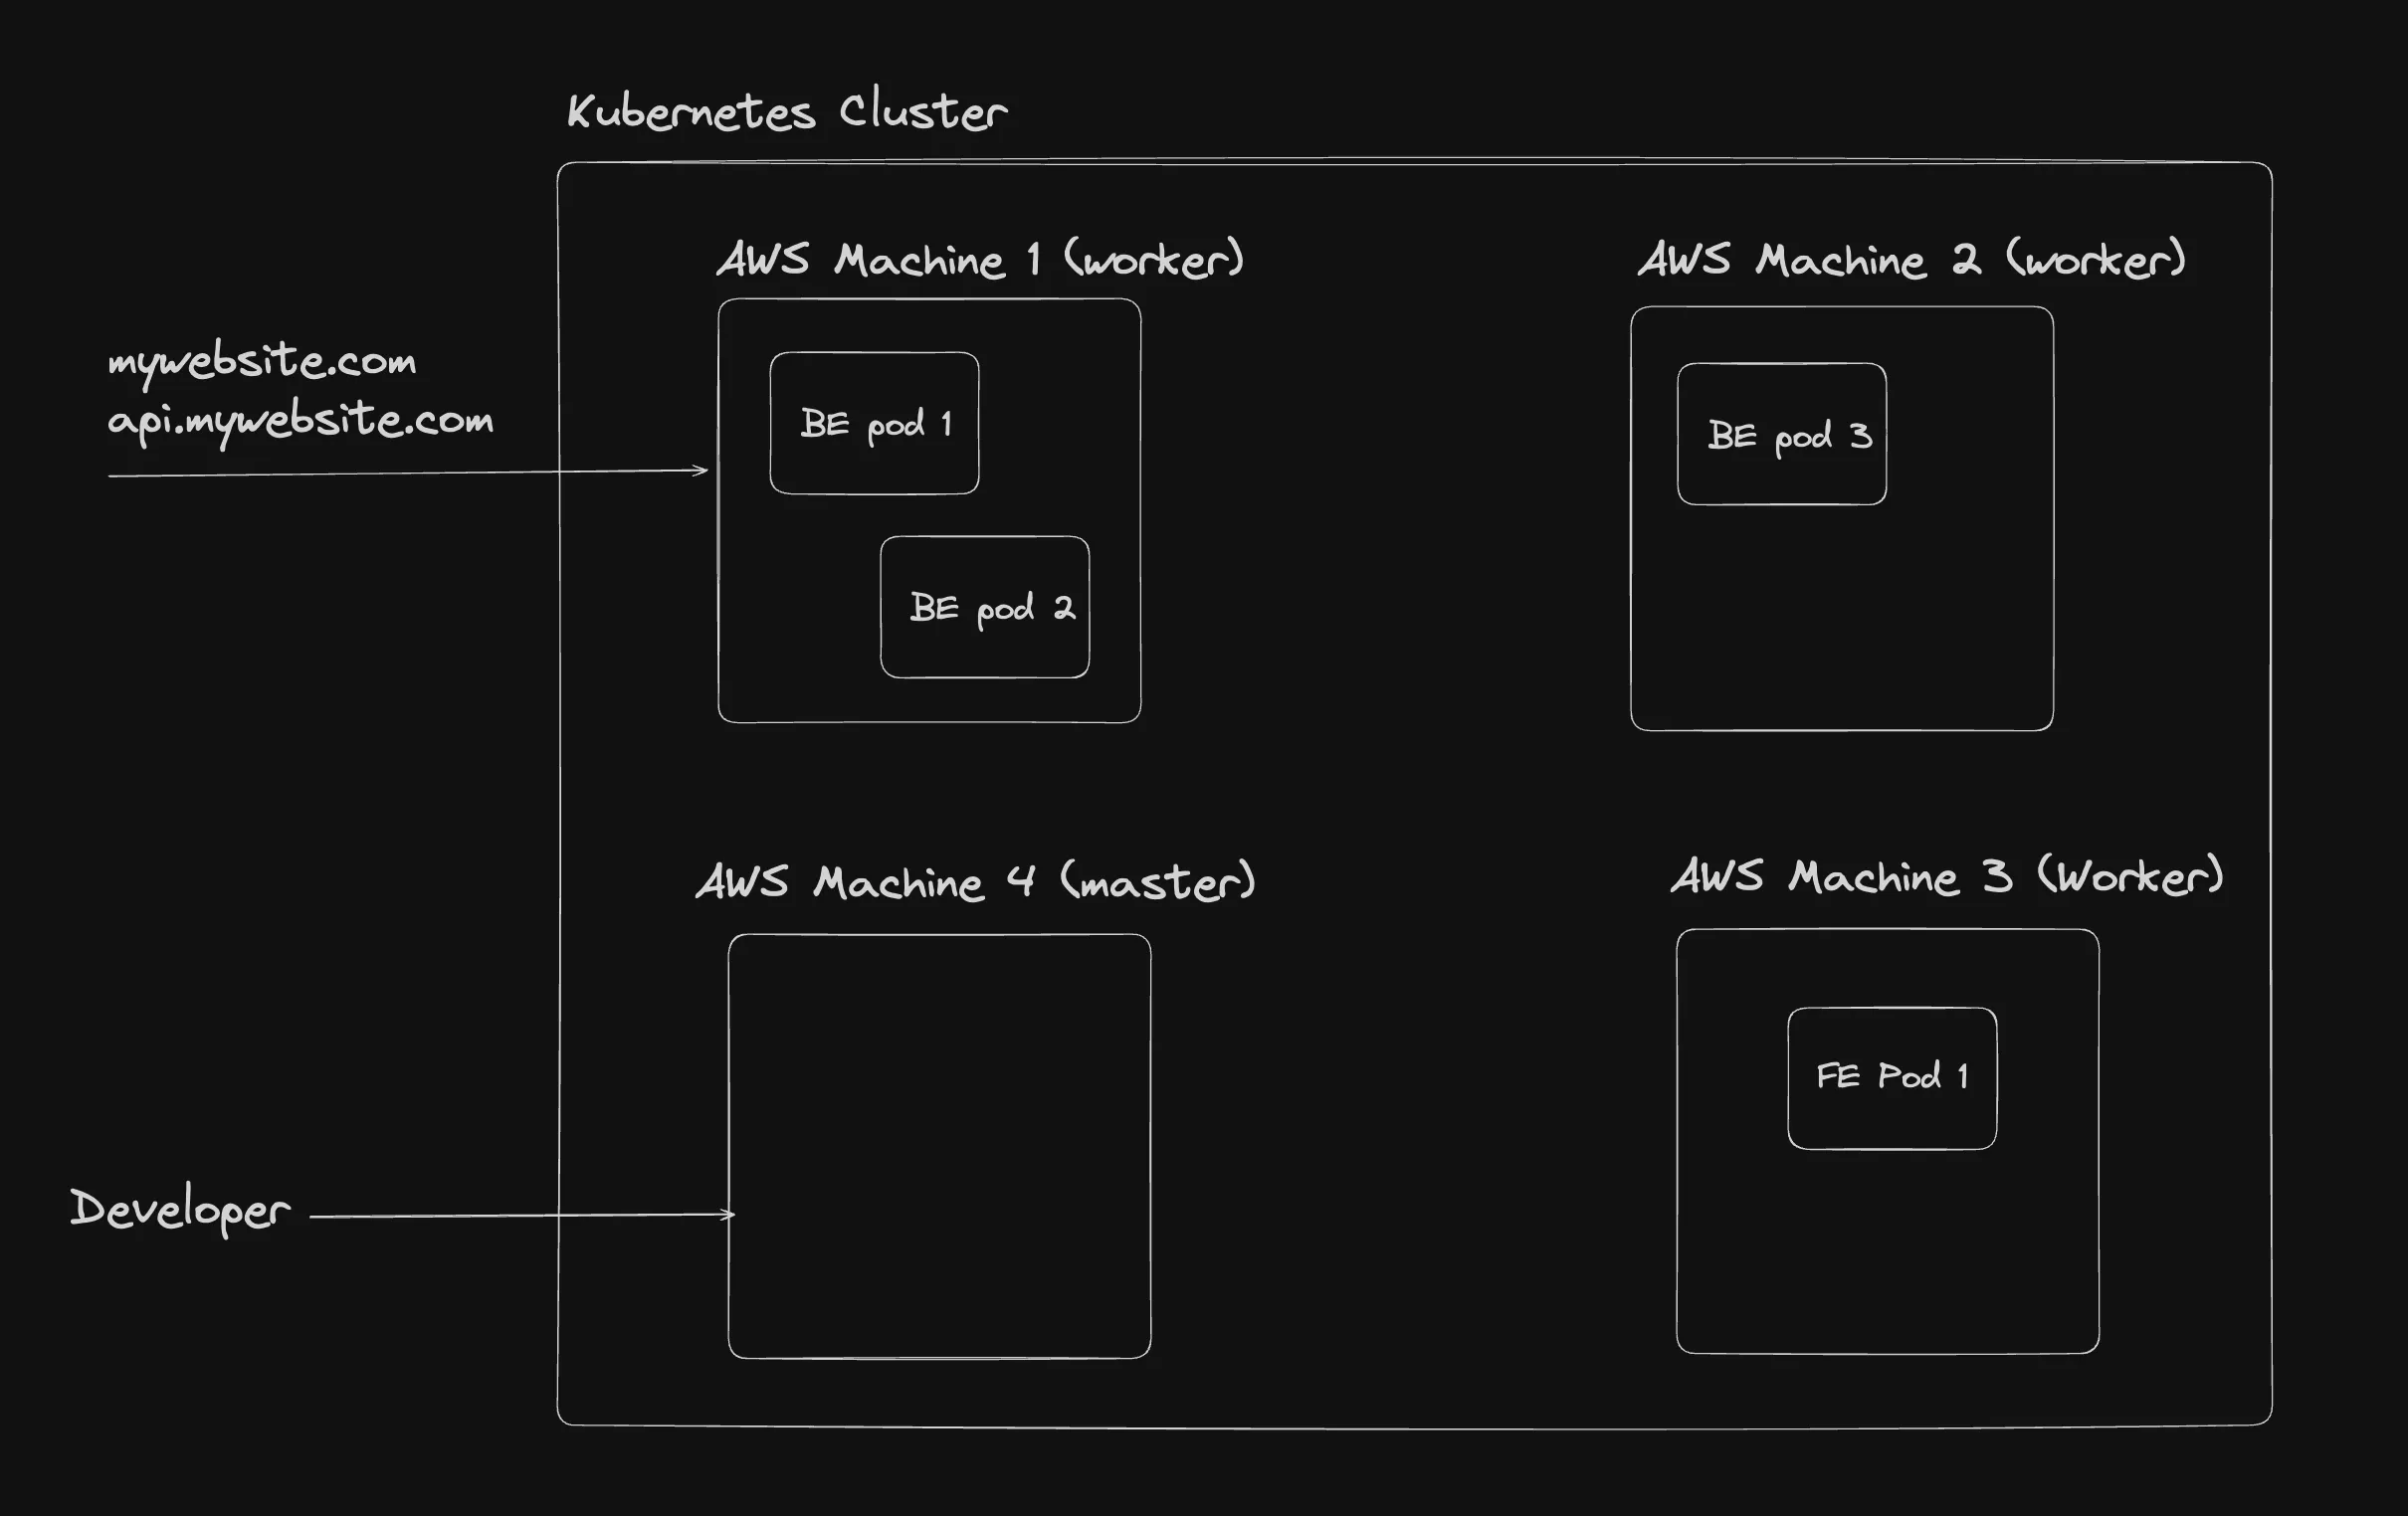 Kubernetes Cluster
AWS Machine 1 (worker)
AWS Machine 2 (worker)
mywebsite.com
api.mywebsite.com
BE pod 1
BE pod 3
BE pod 2
AWS Machine 4 (master)
AWS Machine 3 (Worker)
FE Pod 1
Developer